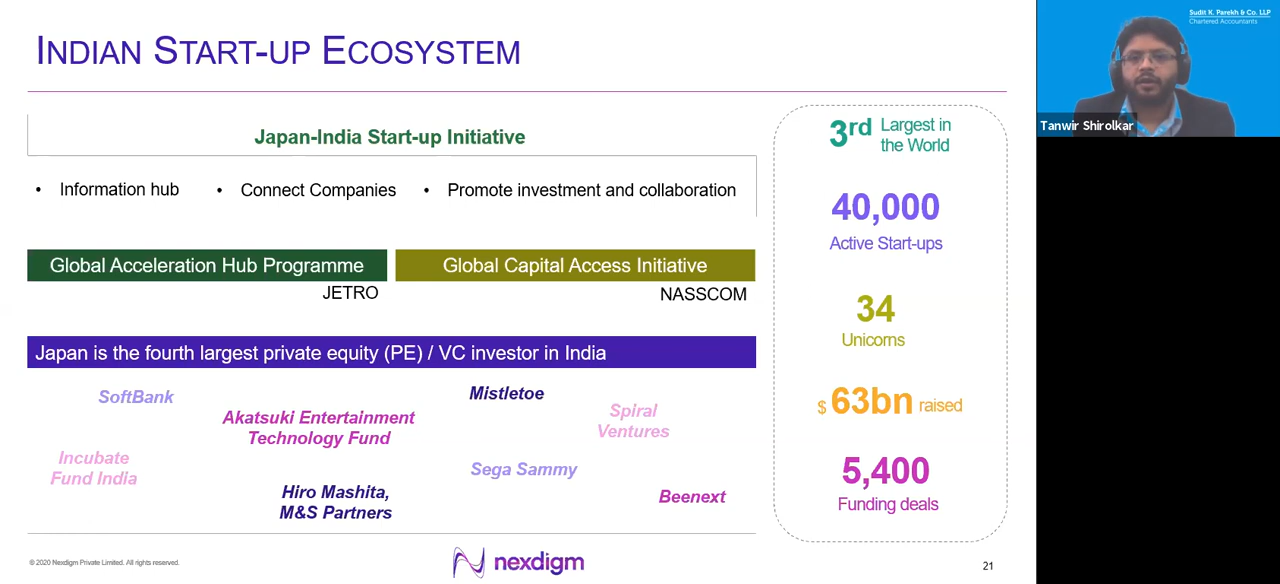 INDIAN START-UP ECOSYSTEM
Japan-India Start-up Initiative
• Information hub • Connect Companies • Promote investment and collaboration
Global Acceleration Hub Programme
JETRO
Global Capital Access Initiative
NASSCOM
Japan is the fourth largest private equity (PE) / VC investor in India
SoftBank
Akatsuki Entertainment
Technology Fund
Mistletoe
Spiral
Ventures
Incubate
Fund IndIa
Hiro Mashita,
M&S Partners
Sega Sammy
Beenext
3rd Largest in
the World
40,000
Active Start-ups
34
Unicorns
$ 63bn raised
5,400
Funding deals
© 2020 Nexdigm Private Limited. All rights reserved.
nexdigm
21
Sudit K. Parekh & Co. LLP
Chartered Accountants
Tanwir Shirolkar